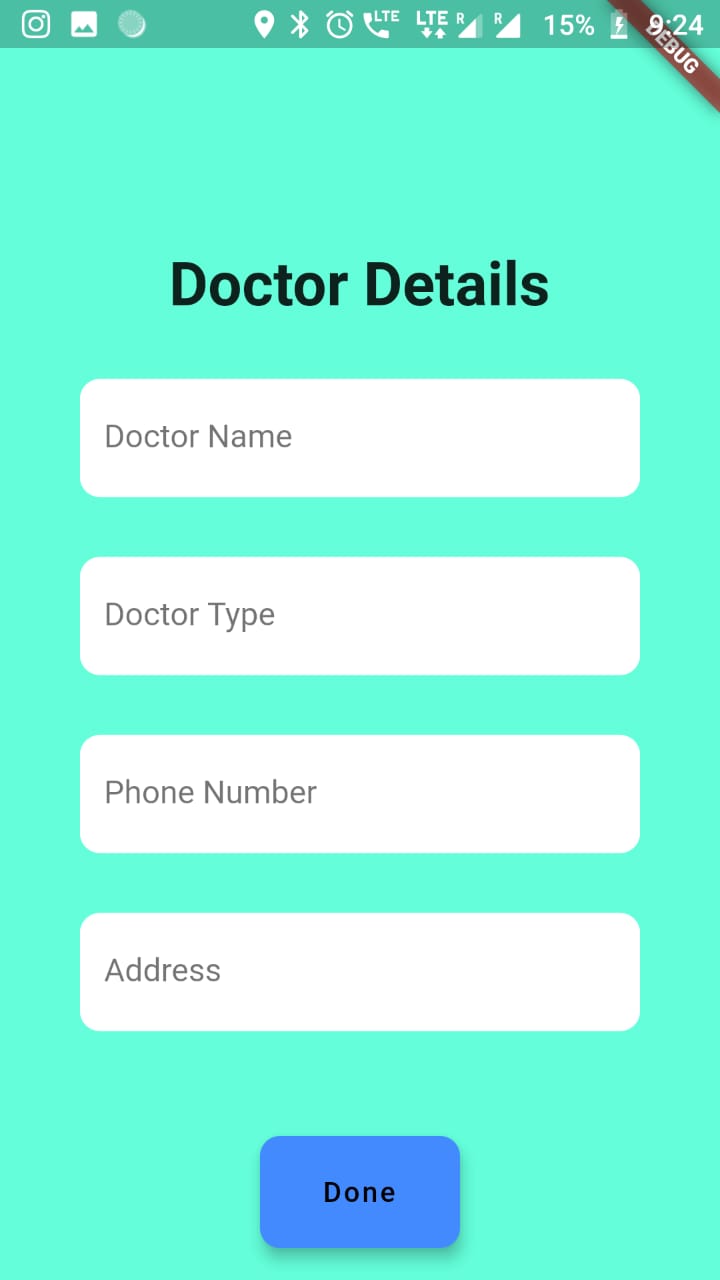 LTE LTE R R 15% 9:24
DEBUG
Doctor Details
Doctor Name
Doctor Type
Phone Number
Address
Done